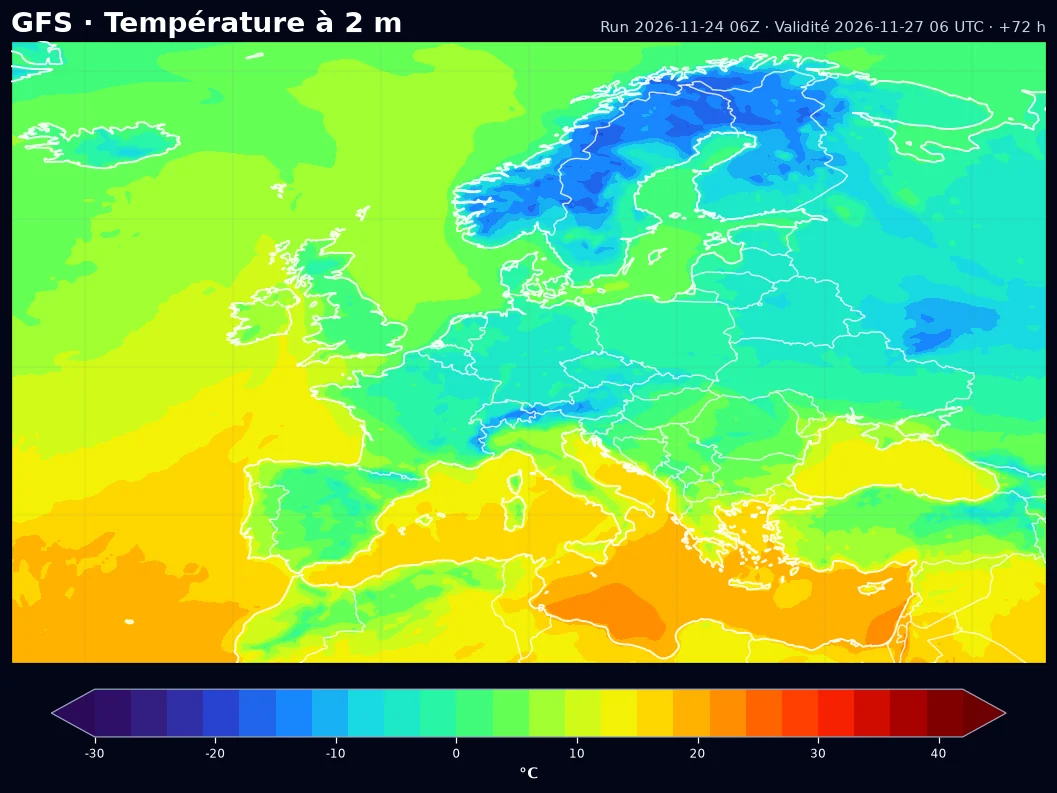 GFS · Température à 2 m
Run 2026-11-24 06Z · Validité 2026-11-27 06 UTC · +72 h
-30 -20 -10 0 10 20 30 40
°C